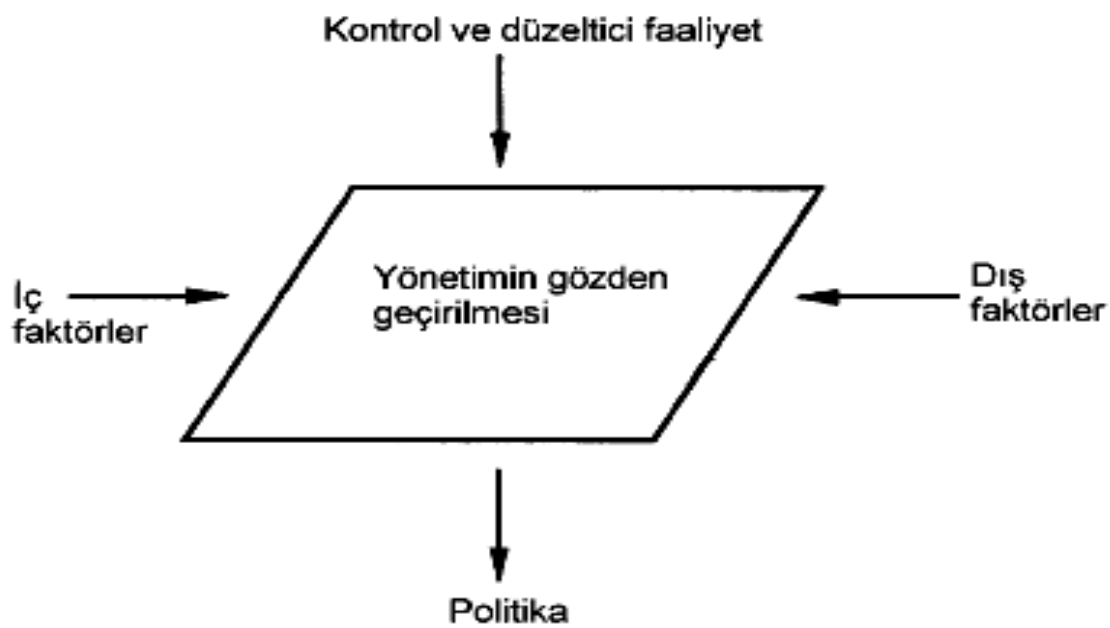 Kontrol ve düzeltici faaliyet
İç
faktörler
Yönetimin gözden
geçirilmesi
Dış
faktörler
Politika